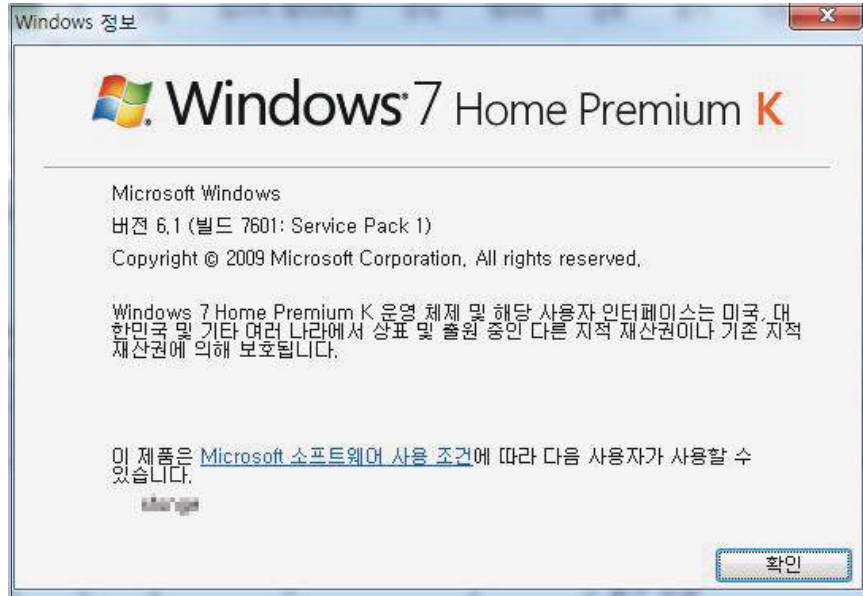 Windows 정보
Windows 7 Home Premium K
Microsoft Windows
버전 6.1 (빌드 7601: Service Pack 1)
Copyright © 2009 Microsoft Corporation. All rights reserved.
Windows 7 Home Premium K 운영 체제 및 해당 사용자 인터페이스는 미국, 대
한민국 및 기타 여러 나라에서 상표 및 출원 중인 다른 지적 재산권이나 기존 지적
재산권에 의해 보호됩니다.
이 제품은 Microsoft 소프트웨어 사용 조건에 따라 다음 사용자가 사용할 수
있습니다.
확인